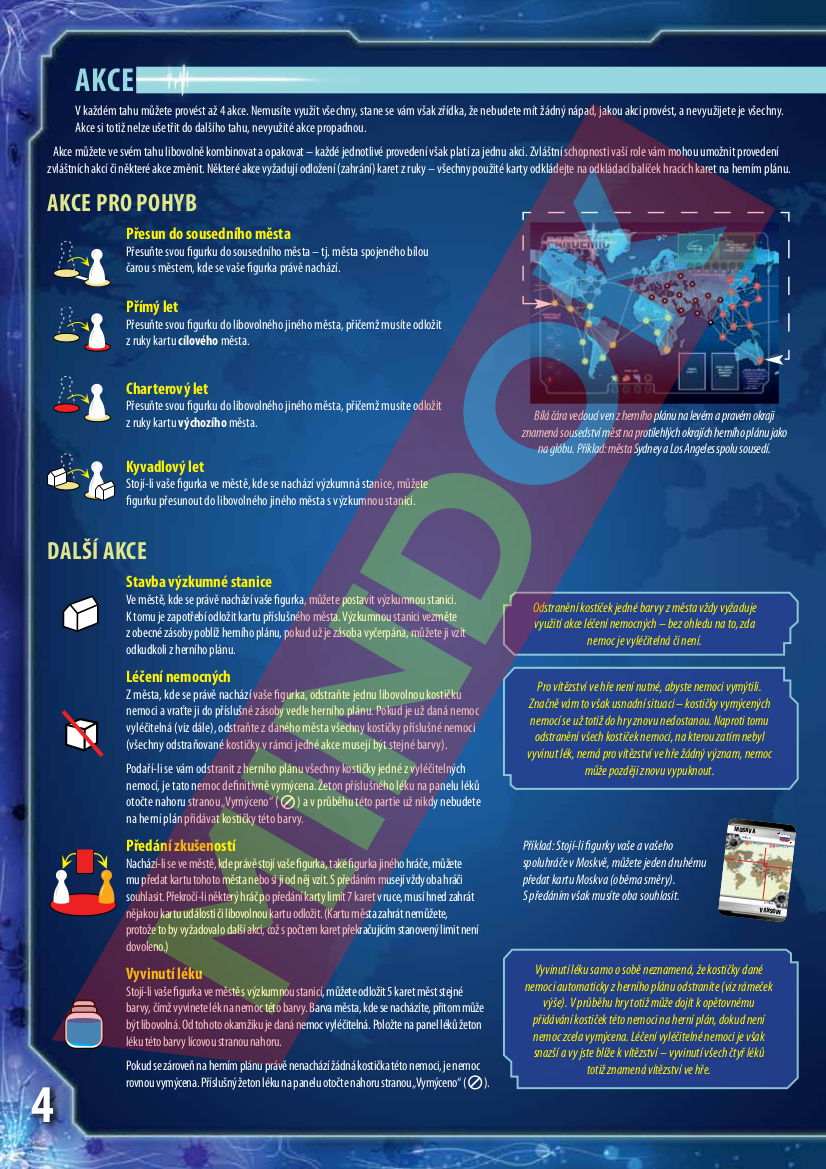 AKCE
V každém tahu můžete provést až 4 akce. Nemusíte využít všechny, stane se vám však zřídka, že nebudete mít žádný nápad, jakou akci provést, a nevyužijete je všechny.
Akce si totiž nelze ušetřit do dalšího tahu, nevyužité akce propadnou.
Akce můžete ve svém tahu libovolně kombinovat a opakovat – každé jednotlivé provedení však platí za jednu akci. Zvláštní schopnosti vaší role vám mohou umožnit provedení
zvláštních akcí či některé akce změnit. Některé akce vyžadují odložení (zahrání) karet z ruky – všechny použité karty odkládejte na odkládací balíček hracích karet na herním plánu.
AKCE PRO POHYB
Přesun do sousedního města
Přesuňte svou figurku do sousedního města – tj. města spojeného bílou
čarou s městem, kde se vaše figurka právě nachází.
Přímý let
Přesuňte svou figurku do libovolného jiného města, přičemž musíte odložit
z ruky kartu cílového města.
Charterový let
Přesuňte svou figurku do libovolného jiného města, přičemž musíte odložit
z ruky kartu výchozího města.
Kyvadlový let
Stojí-li vaše figurka ve městě, kde se nachází výzkumná stanice, můžete
figurku přesunout do libovolného jiného města s výzkumnou stanicí.
PANDEMIC
Bílá čára vedoucí ven z herního plánu na levém a pravém okraji
znamená sousedství měst na protilehlých okrajích herního plánu jako
na glóbu. Příklad: města Sydney a Los Angeles spolu sousedí.
DALŠÍ AKCE
Stavba výzkumné stanice
Ve městě, kde se právě nachází vaše figurka, můžete postavit výzkumnou stanici.
K tomu je zapotřebí odložit kartu příslušného města. Výzkumnou stanici vezměte
z obecné zásoby poblíž herního plánu, pokud už je zásoba vyčerpána, můžete ji vzít
odkudkoli z herního plánu.
Léčení nemocných
Z města, kde se právě nachází vaše figurka, odstraňte jednu libovolnou kostičku
nemoci a vraťte ji do příslušné zásoby vedle herního plánu. Pokud je už daná nemoc
vyléčitelná (viz dále), odstraňte z daného města všechny kostičky příslušné nemoci
(všechny odstraňované kostičky v rámci jedné akce musejí být stejné barvy).
Podaří-li se vám odstranit z herního plánu všechny kostičky jedné z vyléčitelných
nemocí, je tato nemoc definitivně vymýcena. Žeton příslušného léku na panelu léků
otočte nahoru stranou „Vymýceno“ ( ) a v průběhu této partie už nikdy nebudete
na herní plán přidávat kostičky této barvy.
Předání zkušeností
Nachází-li se ve městě, kde právě stojí vaše figurka, také figurka jiného hráče, můžete
mu předat kartu tohoto města nebo si ji od něj vzít. S předáním musejí vždy oba hráči
souhlasit. Překročí-li některý hráč po předání karty limit 7 karet v ruce, musí hned zahrát
nějakou kartu události či libovolnou kartu odložit. (Kartu města zahrát nemůžete,
protože to by vyžadovalo další akci, což s počtem karet překračujícím stanovený limit není
dovoleno.)
Vyvinutí léku
Stojí-li vaše figurka ve městě s výzkumnou stanicí, můžete odložit 5 karet měst stejné
barvy, čímž vyvinete lék na nemoc této barvy. Barva města, kde se nacházíte, přitom může
být libovolná. Od tohoto okamžiku je daná nemoc vyléčitelná. Položte na panel léků žeton
léku této barvy lícovou stranou nahoru.
Pokud se zároveň na herním plánu právě nenachází žádná kostička této nemoci, je nemoc
rovnou vymýcena. Příslušný žeton léku na panelu otočte nahoru stranou „Vymýceno“ ( ).
Odstranění kostiček jedné barvy z města vždy vyžaduje
využití akce léčení nemocných – bez ohledu na to, zda
nemoc je vyléčitelná či není.
Pro vítězství ve hře není nutné, abyste nemoci vymýtili.
Značně vám to však usnadní situaci – kostičky vymýcených
nemocí se už totiž do hry znovu nedostanou. Naproti tomu
odstranění všech kostiček nemoci, na kterou zatím nebyl
vyvinut lék, nemá pro vítězství ve hře žádný význam, nemoc
může později znovu vypuknout.
Příklad: Stojí-li figurky vaše a vašeho
spoluhráče v Moskvě, můžete jeden druhému
předat kartu Moskva (oběma směry).
S předáním však musíte oba souhlasit.
MOSKVA
MOSKVA
Vyvinutí léku samo o sobě neznamená, že kostičky dané
nemoci automaticky z herního plánu odstraníte (viz rámeček
výše). V průběhu hry totiž může dojít k opětovnému
přidávání kostiček této nemoci na herní plán, dokud není
nemoc zcela vymýcena. Léčení vyléčitelné nemoci je však
snazší a vy jste blíže k vítězství – vyvinutí všech čtyř léků
totiž znamená vítězství ve hře.
4
MINDOK